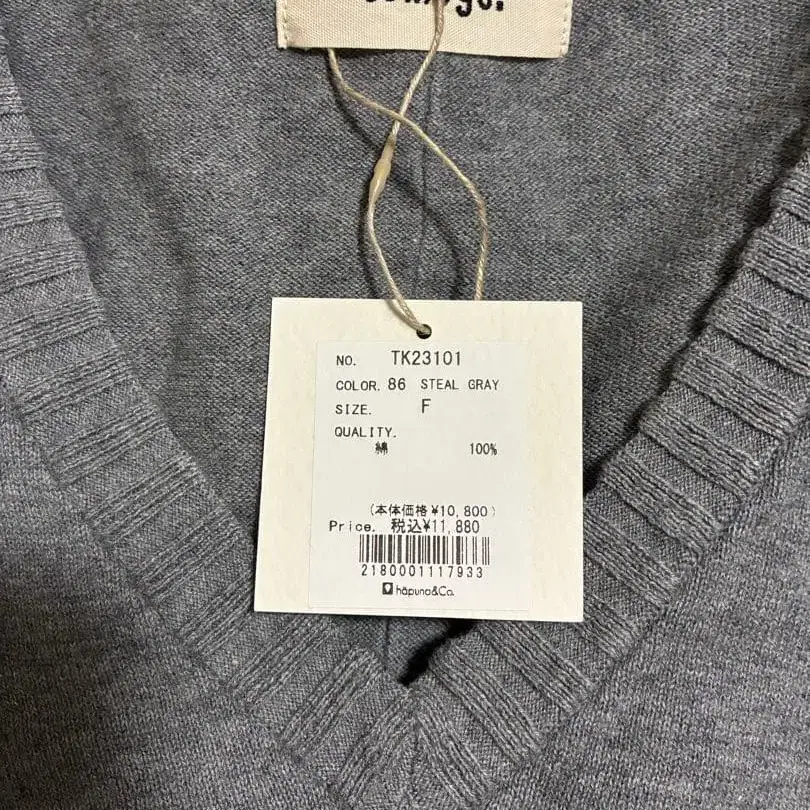 NO. TK23101
COLOR. 86 STEAL GRAY
SIZE. F
QUALITY.
綿 100%
(本体価格¥10,800)
Price. 税込¥11,880
2180001117933
hāpuna&Co.